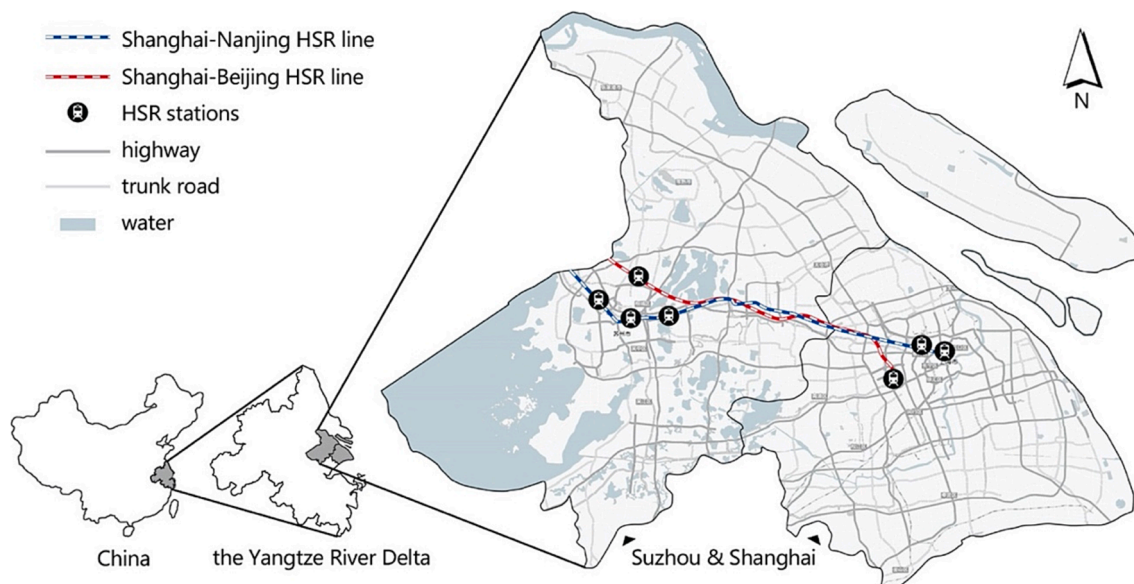 Shanghai-Nanjing HSR line
Shanghai-Beijing HSR line
HSR stations
highway
trunk road
water
N
China
the Yangtze River Delta
Suzhou & Shanghai